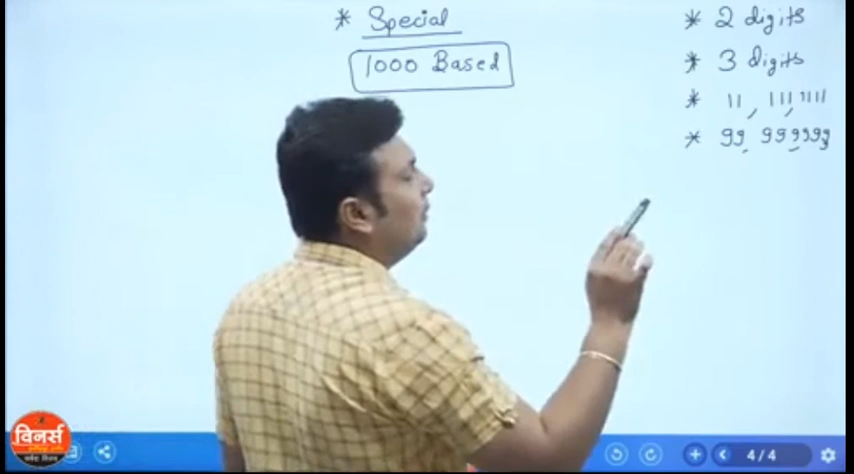 * Special
1000 Based
* 2 digits
* 3 digits
* 11, 111, 1111
* 99, 999, 9999
विनर्स
4/4